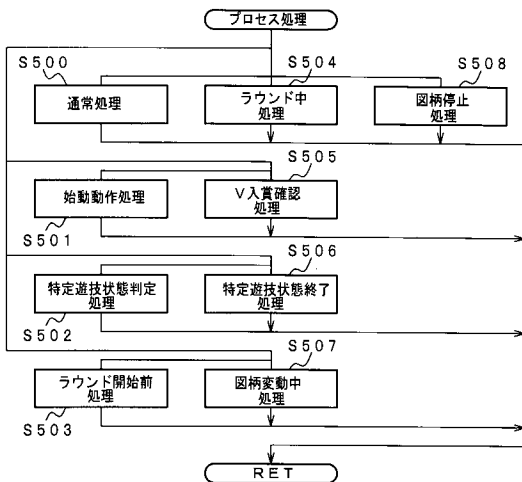 プロセス処理
S500
S504
S508
通常処理
ラウンド中
処理
図柄停止
処理
S505
始動動作処理
V入賞確認
処理
S501
S506
特定遊技状態判定
処理
特定遊技状態終了
処理
S502
S507
ラウンド開始前
処理
図柄変動中
処理
S503
RET